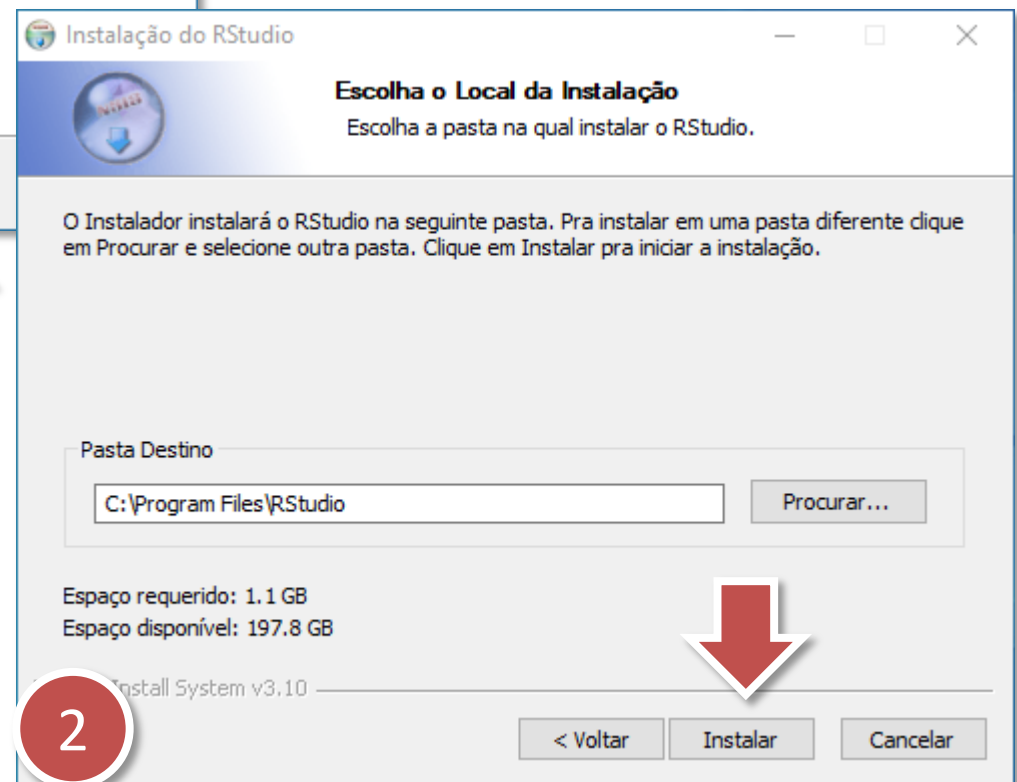 Instalação do RStudio
Escolha o Local da Instalação
Escolha a pasta na qual instalar o RStudio.
O Instalador instalará o RStudio na seguinte pasta. Pra instalar em uma pasta diferente clique
em Procurar e selecione outra pasta. Clique em Instalar pra iniciar a instalação.
Pasta Destino
C:\Program Files\RStudio
Procurar...
Espaço requerido: 1.1 GB
Espaço disponível: 197.8 GB
Install System v3.10
2
< Voltar
Instalar
Cancelar